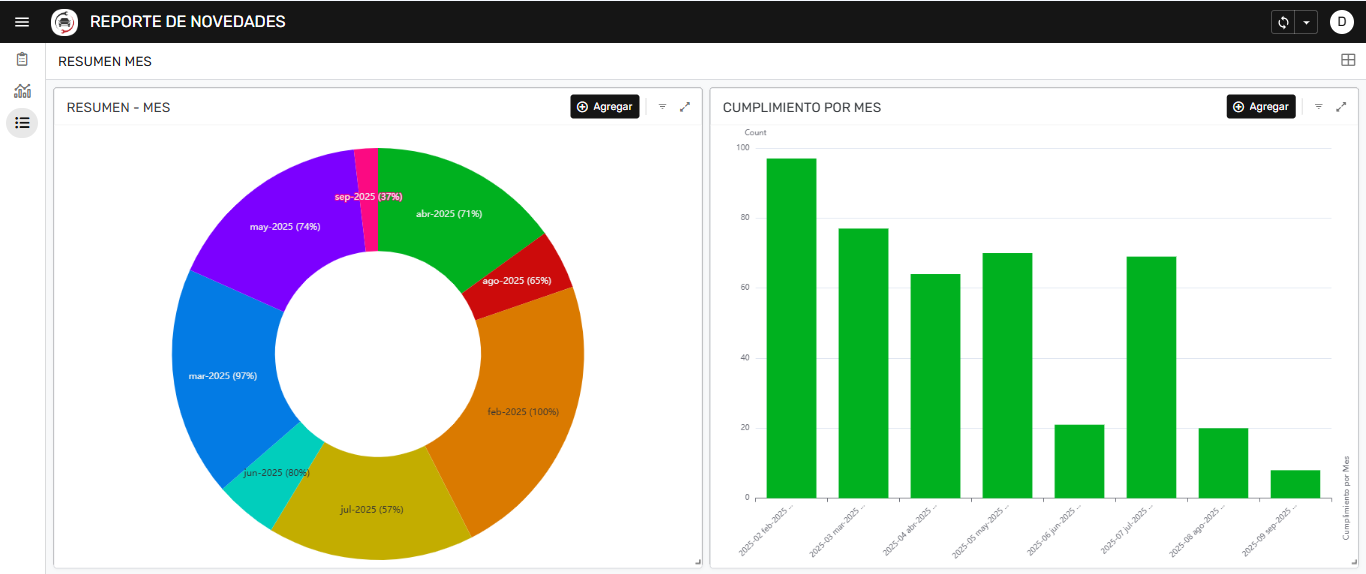 REPORTE DE NOVEDADES
D
RESUMEN MES
RESUMEN - MES
Agregar
sep-2025 (37%)
abr-2025 (71%)
may-2025 (74%)
ago-2025 (65%)
mar-2025 (97%)
feb-2025 (100%)
jun-2025 (80%)
jul-2025 (57%)
CUMPLIMIENTO POR MES
Agregar
Count
100
80
60
40
20
0
2025-02 feb-2025 ...
2025-03 mar-2025 ...
2025-04 abr-2025 ...
2025-05 may-2025 ...
2025-06 jun-2025 ...
2025-07 jul-2025 ...
2025-08 ago-2025 ...
2025-09 sep-2025 ...
Cumplimiento por Mes